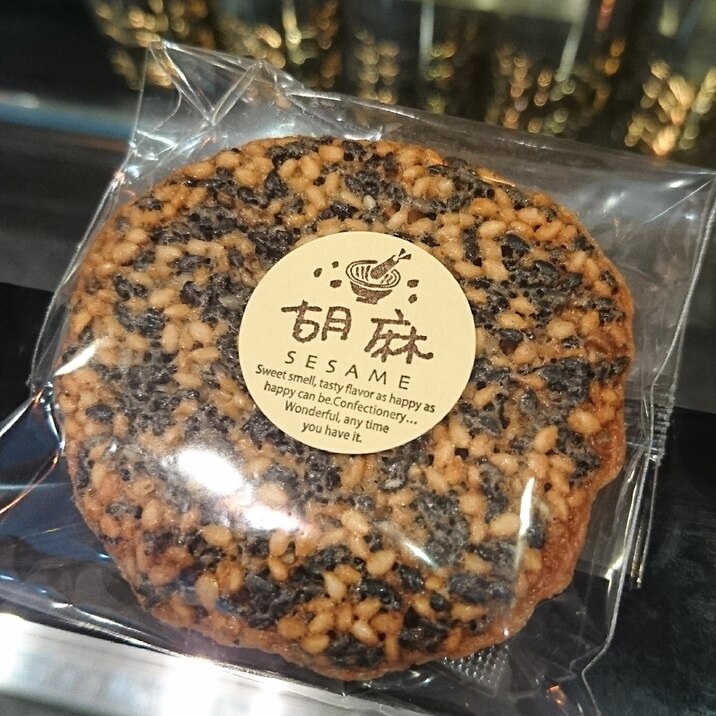 胡麻
SESAME
Sweet smell, tasty flavor as happy as
happy can be.Confectionery...
Wonderful, any time
you have it.